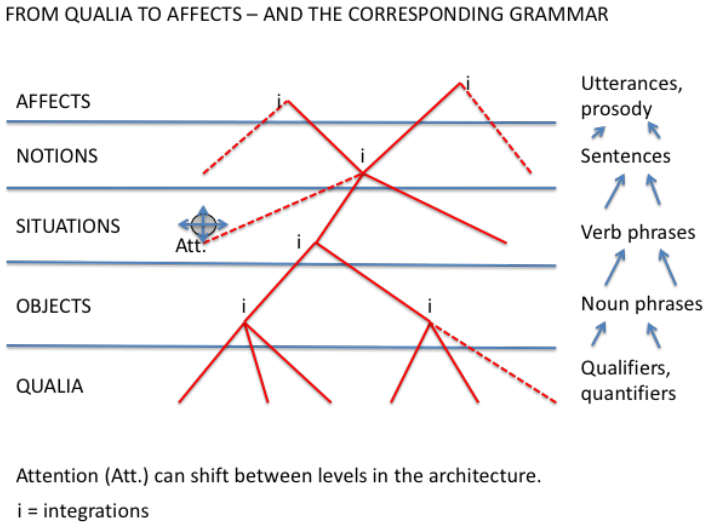 FROM QUALIA TO AFFECTS – AND THE CORRESPONDING GRAMMAR
i
i
Utterances,
AFFECTS
prosody
i
NOTIONS
Sentences
SITUATIONS
Att.
i
Verb phrases
OBJECTS
i
i
Noun phrases
QUALIA
Qualifiers,
quantifiers
Attention (Att.) can shift between levels in the architecture.
i = integrations